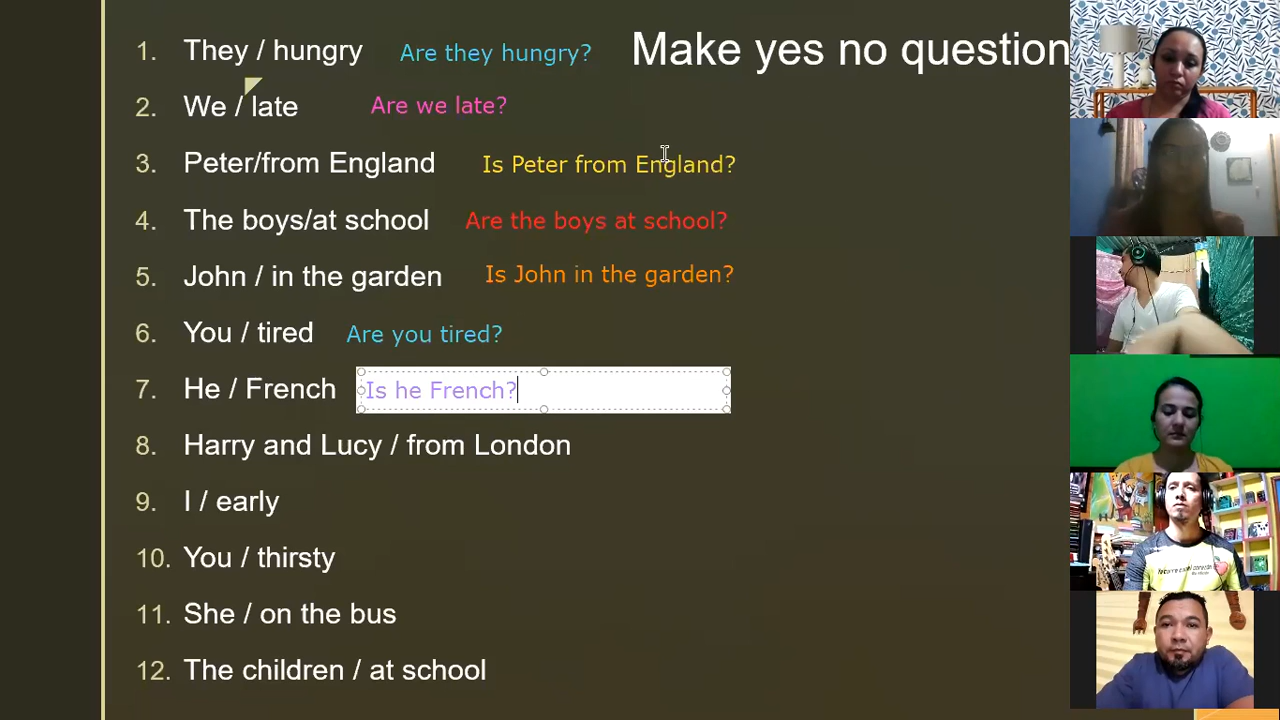 Make yes no question
1. They / hungry Are they hungry?
2. We / late Are we late?
3. Peter/from England Is Peter from England?
4. The boys/at school Are the boys at school?
5. John / in the garden Is John in the garden?
6. You / tired Are you tired?
7. He / French Is he French?
8. Harry and Lucy / from London
9. I / early
10. You / thirsty
11. She / on the bus
12. The children / at school